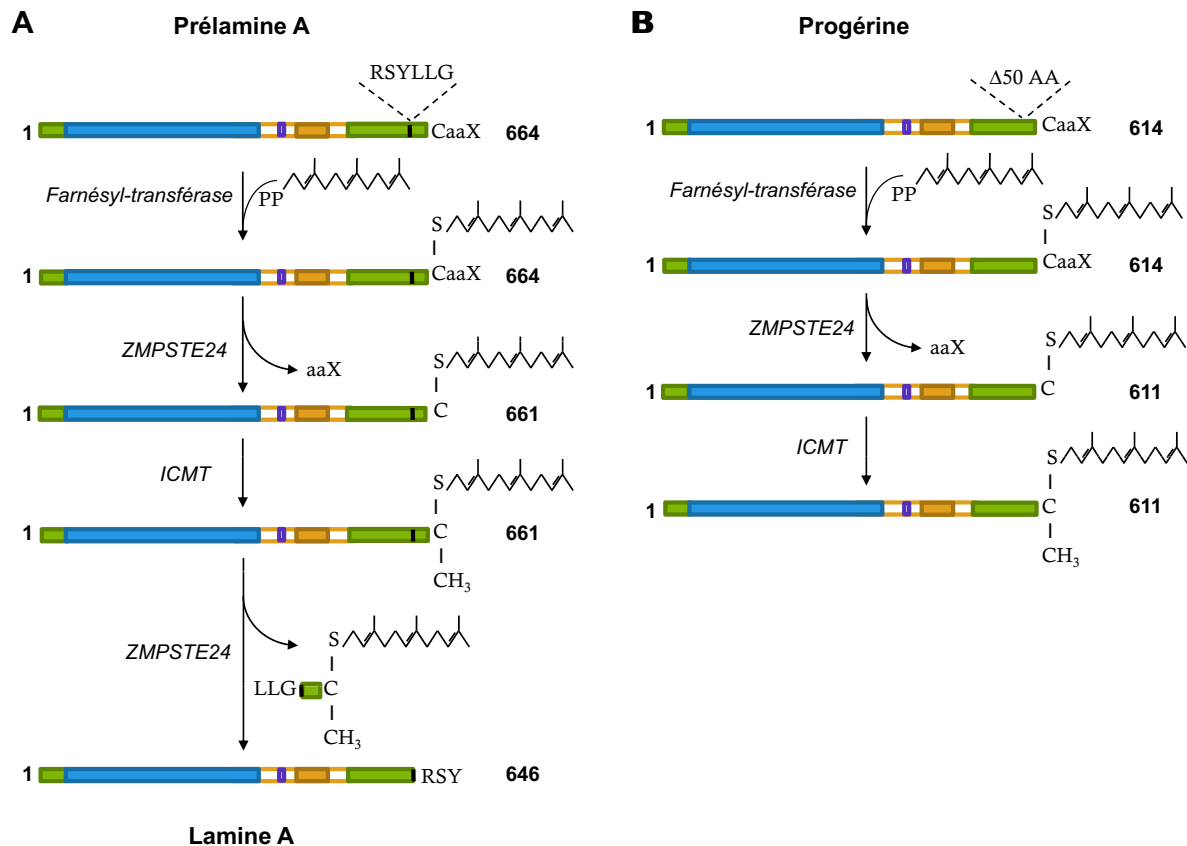 A
Prélamine A
RSYLLG
1
CaaX
664
Farnésyl-transférase
PP
S
1
CaaX
664
ZMPSTE24
aaX
S
1
C
661
ICMT
S
1
C
661
CH3
ZMPSTE24
S
LLG
C
CH3
1
RSY
646
Lamine A
B
Progérine
Δ50 AA
1
CaaX
614
Farnésyl-transférase
PP
S
1
CaaX
614
ZMPSTE24
aaX
S
1
C
611
ICMT
S
1
C
611
CH3